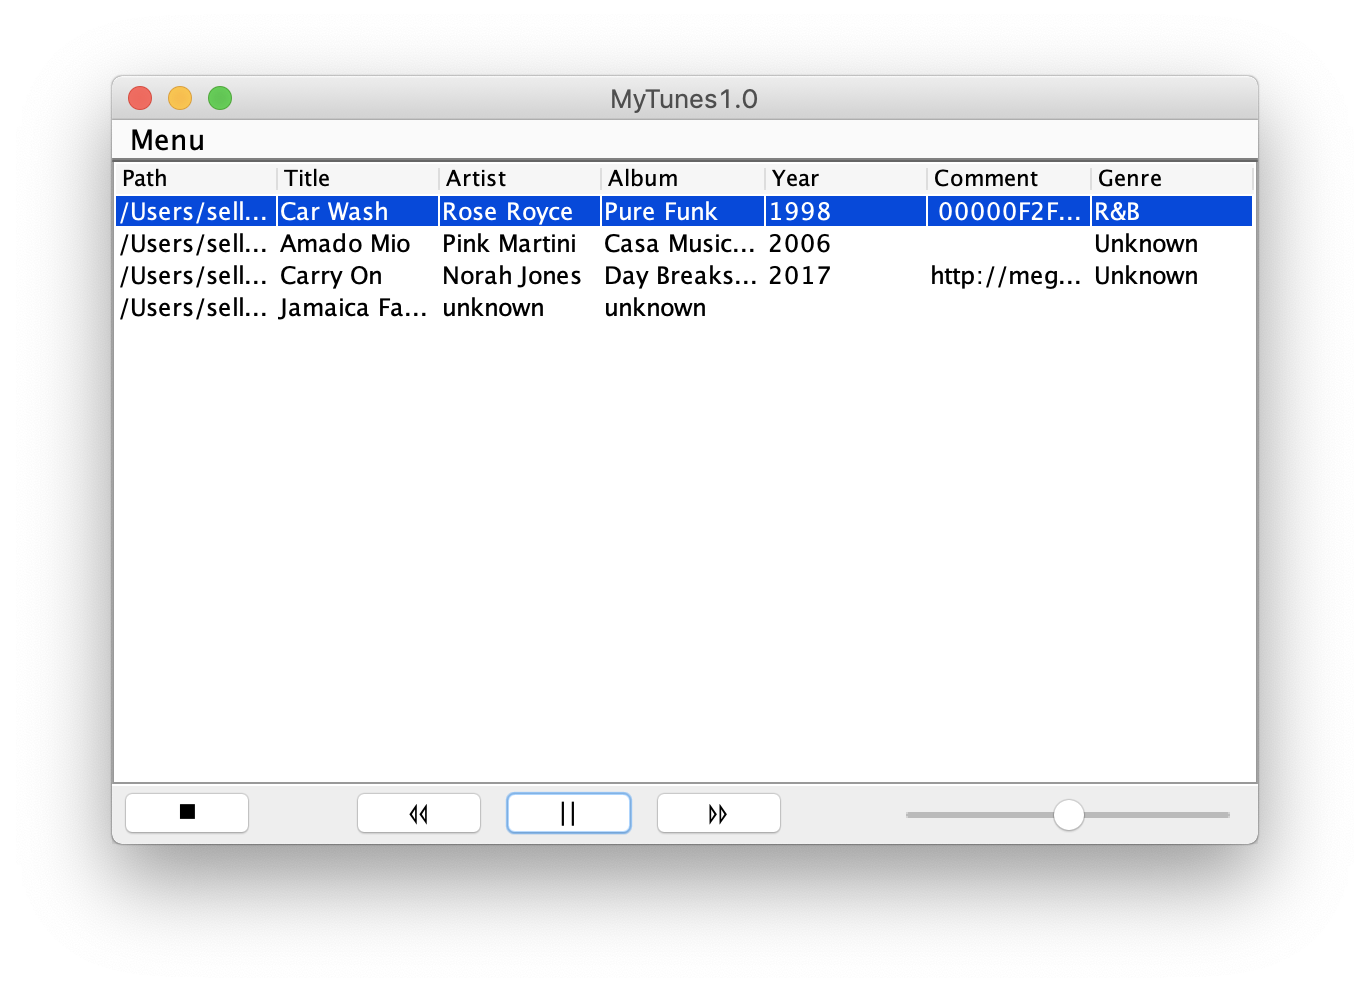 MyTunes1.0
Menu
Path Title Artist Album Year Comment Genre
/Users/sell... Car Wash Rose Royce Pure Funk 1998 00000F2F... R&B
/Users/sell... Amado Mio Pink Martini Casa Music... 2006 Unknown
/Users/sell... Carry On Norah Jones Day Breaks... 2017 http://meg... Unknown
/Users/sell... Jamaica Fa... unknown unknown